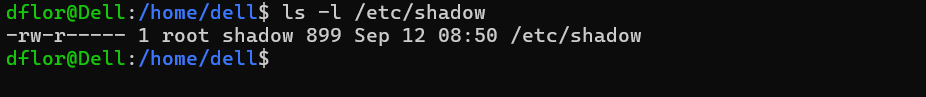 dflor@Dell:/home/dell$ ls -l /etc/shadow
-rw-r----- 1 root shadow 899 Sep 12 08:50 /etc/shadow
dflor@Dell:/home/dell$